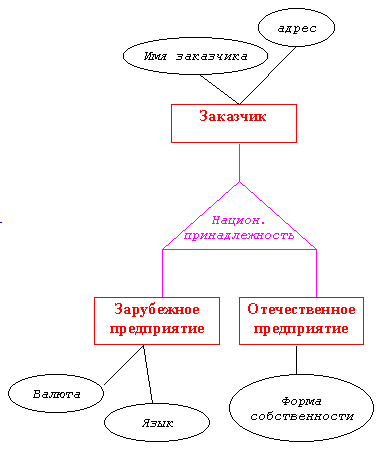 адрес
Имя заказчика
Заказчик
Национ.
принадлежность
Зарубежное
предприятие
Отечественное
предприятие
Валюта
Язык
Форма
собственности